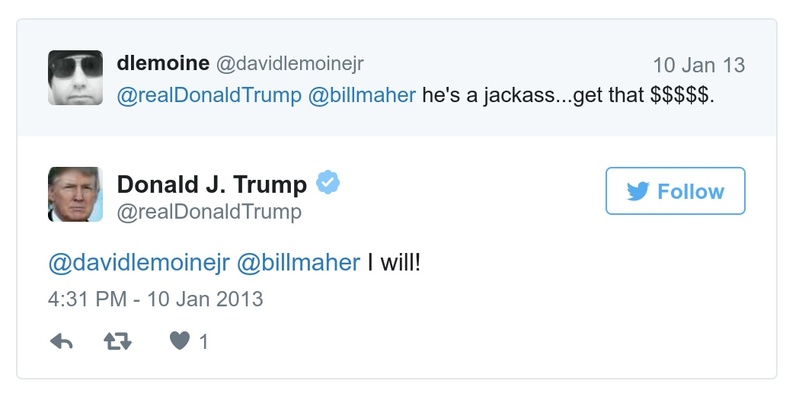 dlemoine @davidlemoinejr 10 Jan 13
@realDonaldTrump @billmaher he's a jackass...get that $$$$$.
Donald J. Trump
@realDonaldTrump
Follow
@davidlemoinejr @billmaher I will!
4:31 PM - 10 Jan 2013
1